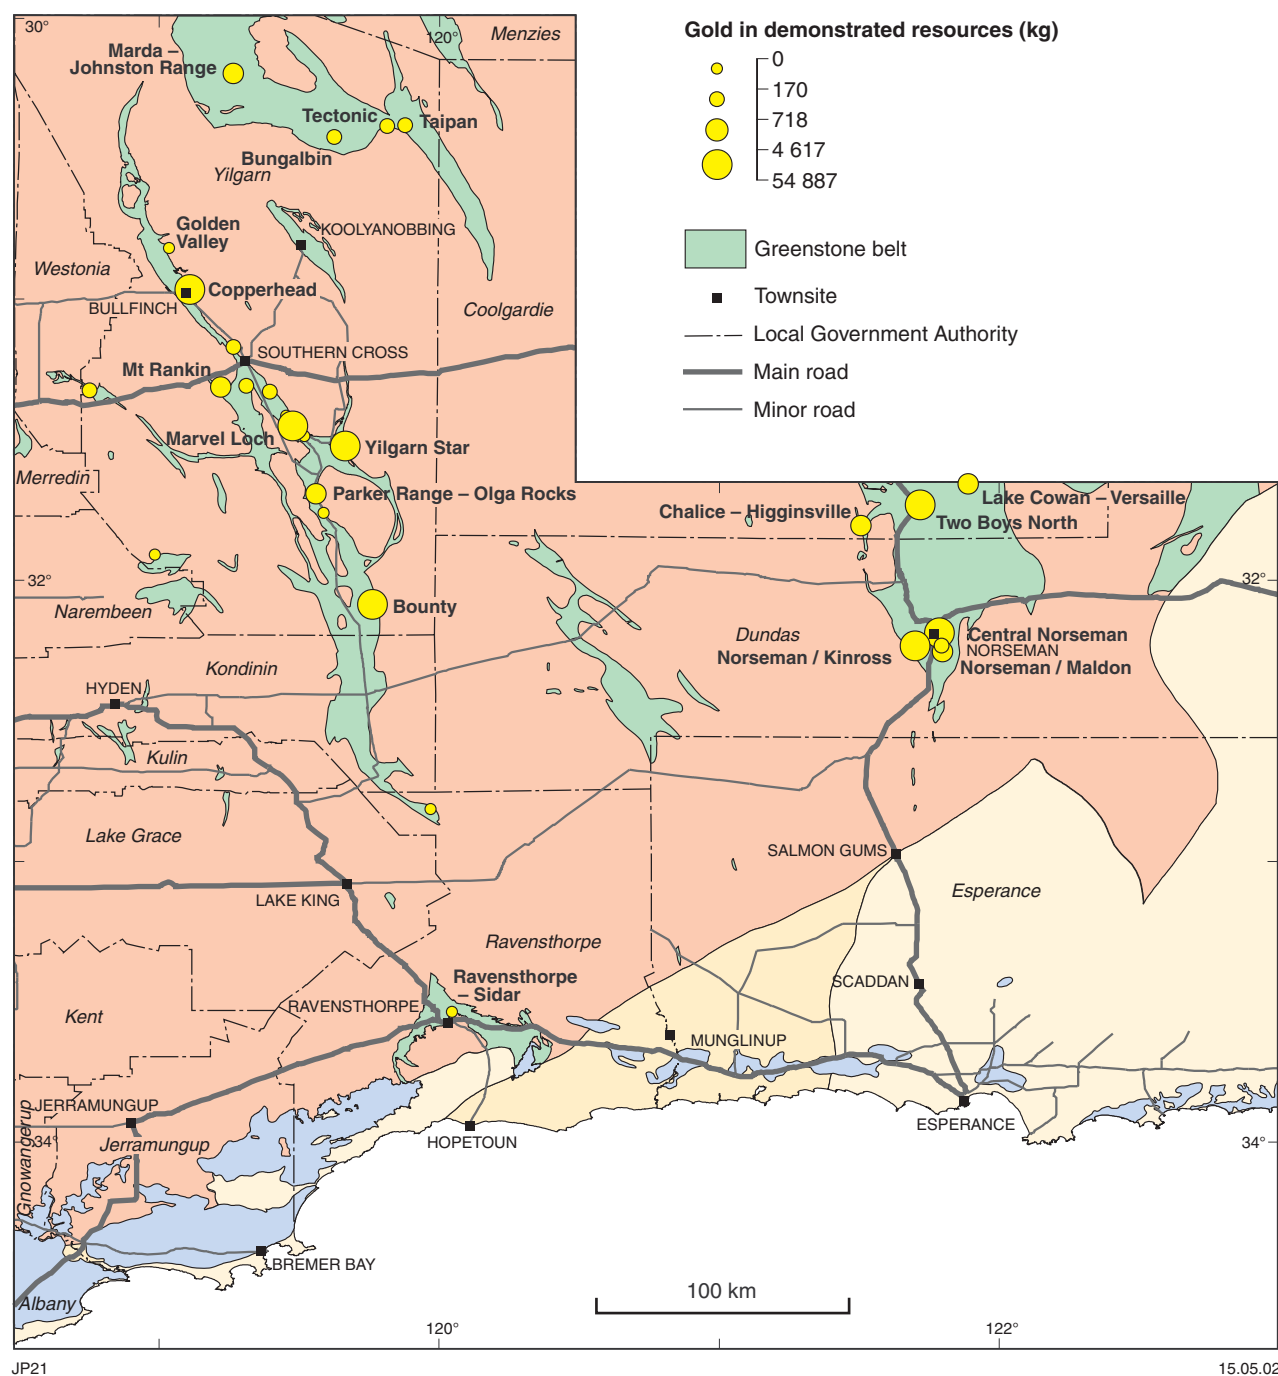 30°
120°
Menzies
Marda –
Johnston Range
Tectonic
Taipan
Bungalbin
Yilgarn
Golden
Valley
KOOLYANOBBING
Westonia
Copperhead
BULLFINCH
Coolgardie
SOUTHERN CROSS
Mt Rankin
Marvel Loch
Yilgarn Star
Merredin
Parker Range – Olga Rocks
Gold in demonstrated resources (kg)
0
170
718
4 617
54 887
Greenstone belt
Townsite
Local Government Authority
Main road
Minor road
Lake Cowan – Versaille
Chalice – Higginsville
Two Boys North
32°
32°
Narembeen
Bounty
Dundas
Central Norseman
NORSEMAN
Norseman / Kinross
Norseman / Maldon
Kondinin
HYDEN
Kulin
Lake Grace
SALMON GUMS
LAKE KING
Esperance
Ravensthorpe
Ravensthorpe
– Sidar
SCADDAN
RAVENSTHORPE
Kent
MUNGLINUP
JERRAMUNGUP
Gnowangerup
34°
Jerramungup
HOPETOUN
ESPERANCE
34°
BREMER BAY
Albany
100 km
120°
122°
JP21
15.05.02